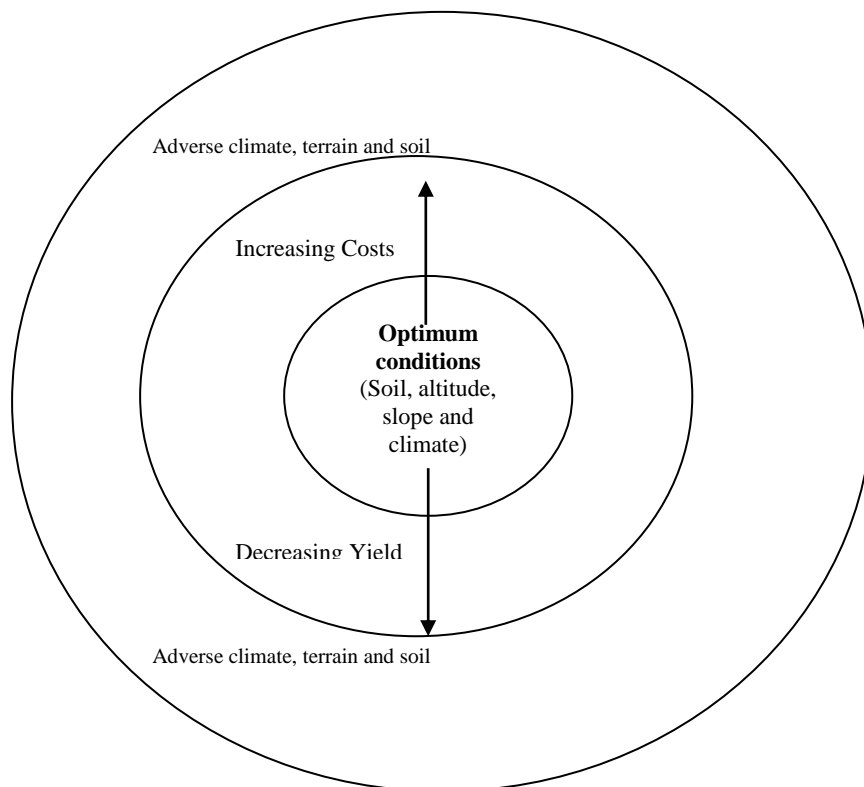 Adverse climate, terrain and soil
Increasing Costs
Optimum
conditions
(Soil, altitude,
slope and
climate)
Decreasing Yield
Adverse climate, terrain and soil